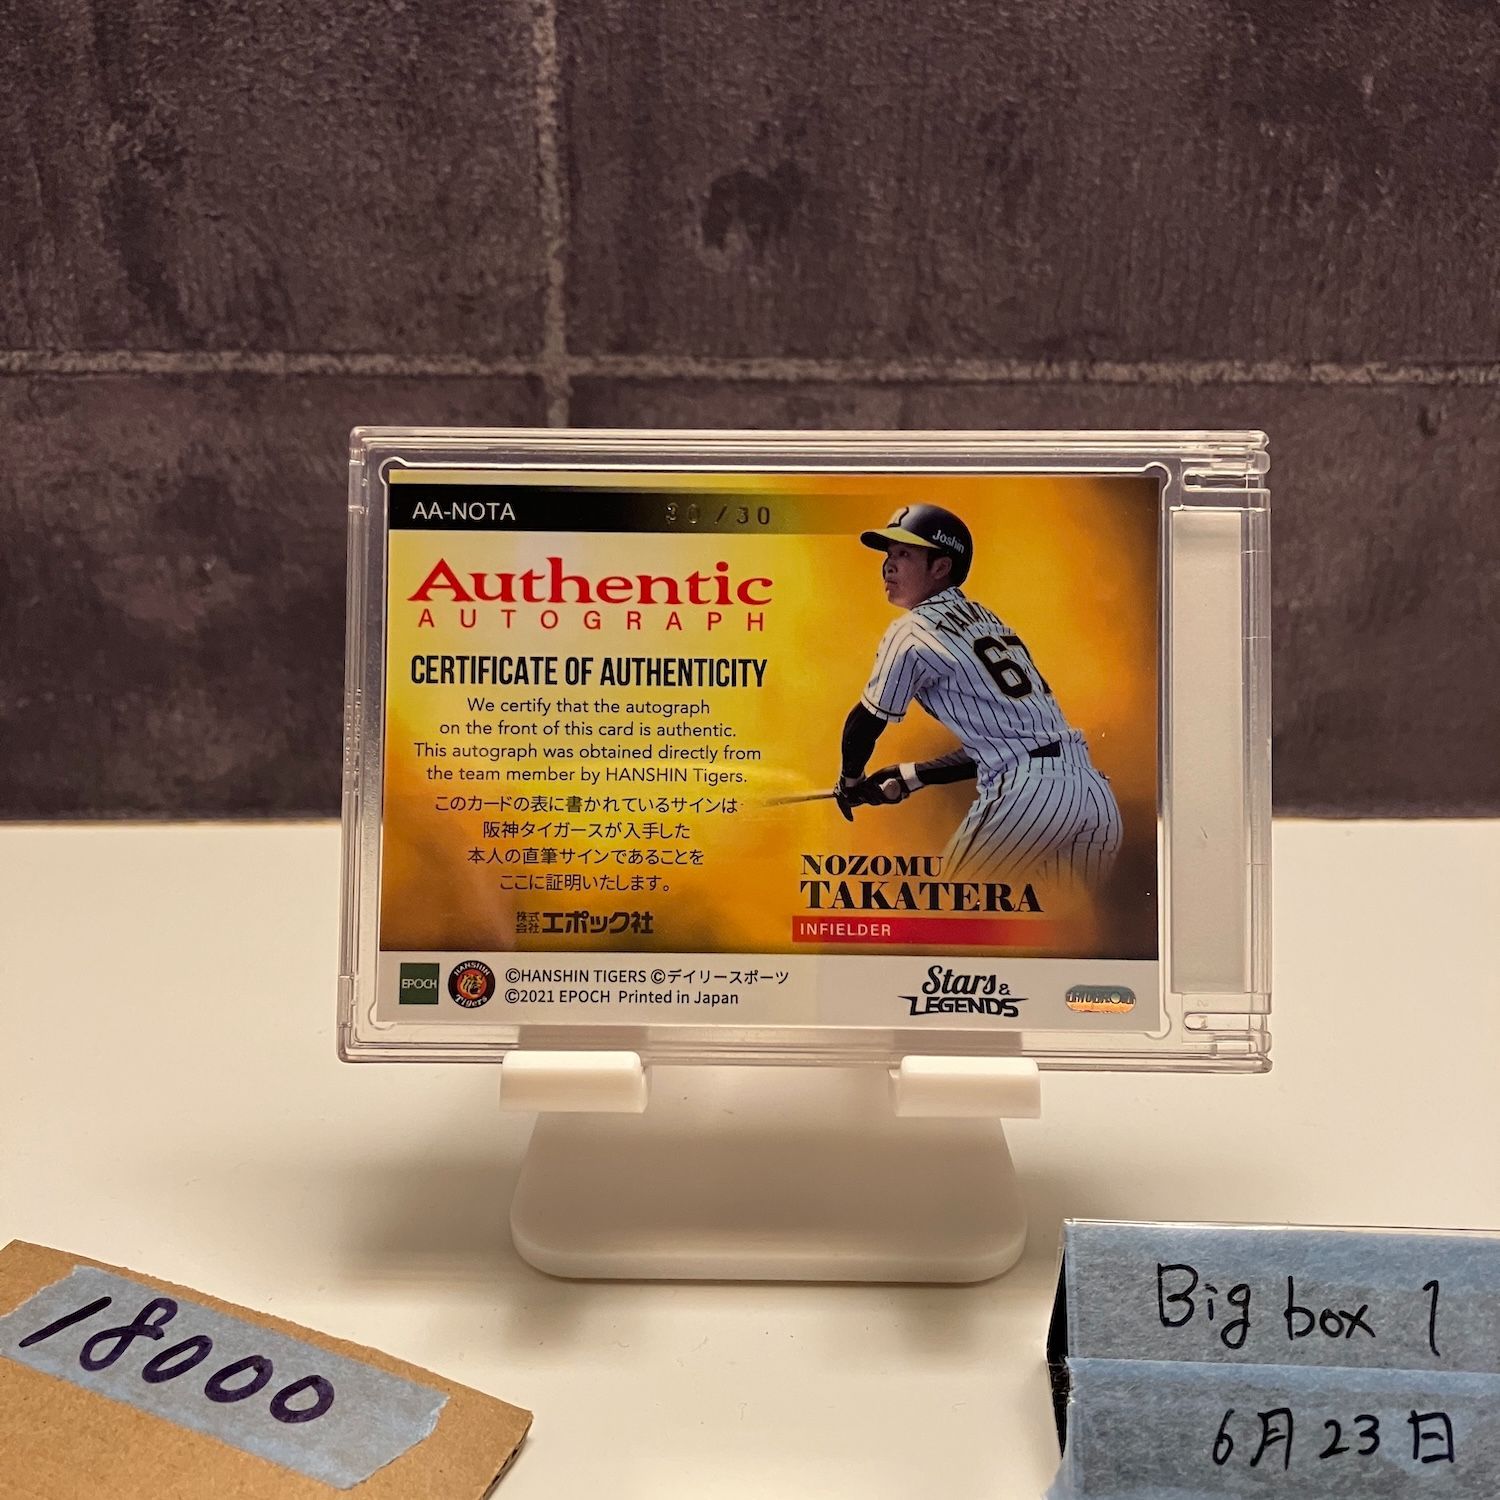 AA-NOTA
30/30
Joshin
67
Authentic
AUTOGRAPH
CERTIFICATE OF AUTHENTICITY
We certify that the autograph
on the front of this card is authentic.
This autograph was obtained directly from
the team member by HANSHIN Tigers.
このカードの表に書かれているサインは
阪神タイガースが入手した
本人の直筆サインであることを
ここに証明いたします。
株式会社エポック社
NOZOMU
TAKATERA
INFIELDER
EPOCH
HANSHIN
Tigers
©HANSHIN TIGERS ©デイリースポーツ
©2021 EPOCH Printed in Japan
Stars &
LEGENDS
18000
Big box 1
6月23日